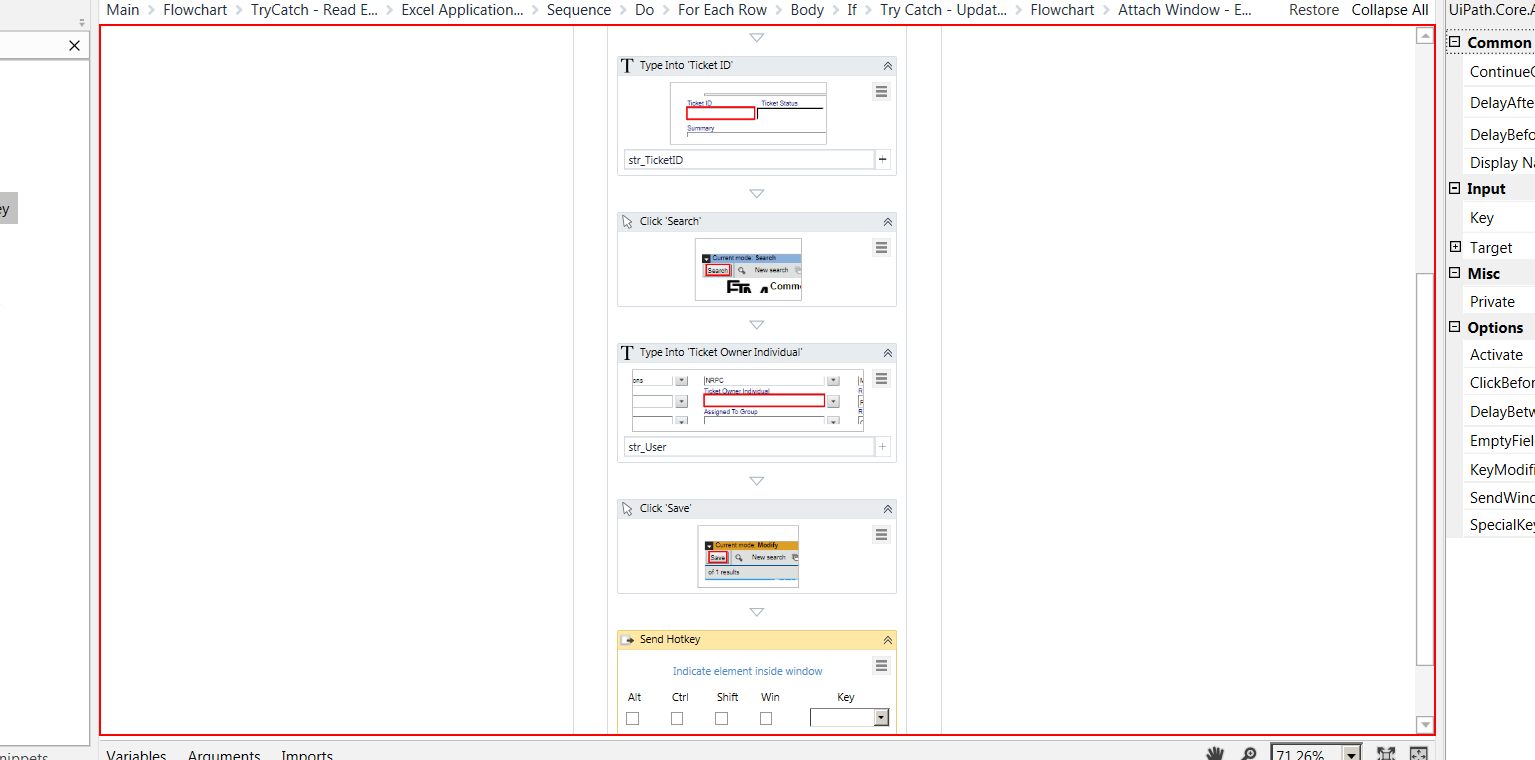 Main Flowchart TryCatch - Read E... Excel Application... Sequence Do For Each Row Body If Try Catch - Updat... Flowchart Attach Window - E... Restore Collapse All
Type Into 'Ticket ID'
Ticket ID Ticket Status
Summary
str_TicketID
Click 'Search'
Current mode: Search
Search New search
Comm
Type Into 'Ticket Owner Individual'
ons NRPC
Ticket Owner Individual
Assigned To Group
str_User
Click 'Save'
Current mode: Modify
Save New search
of 1 results
Send Hotkey
Indicate element inside window
Alt Ctrl Shift Win Key
Variables Arguments Imports 71.26%
ey
nippets
UiPath.Core.A
Common
ContinueO
DelayAfte
DelayBefo
Display Na
Input
Key
Target
Misc
Private
Options
Activate
ClickBefor
DelayBetw
EmptyFiel
KeyModifi
SendWind
SpecialKey